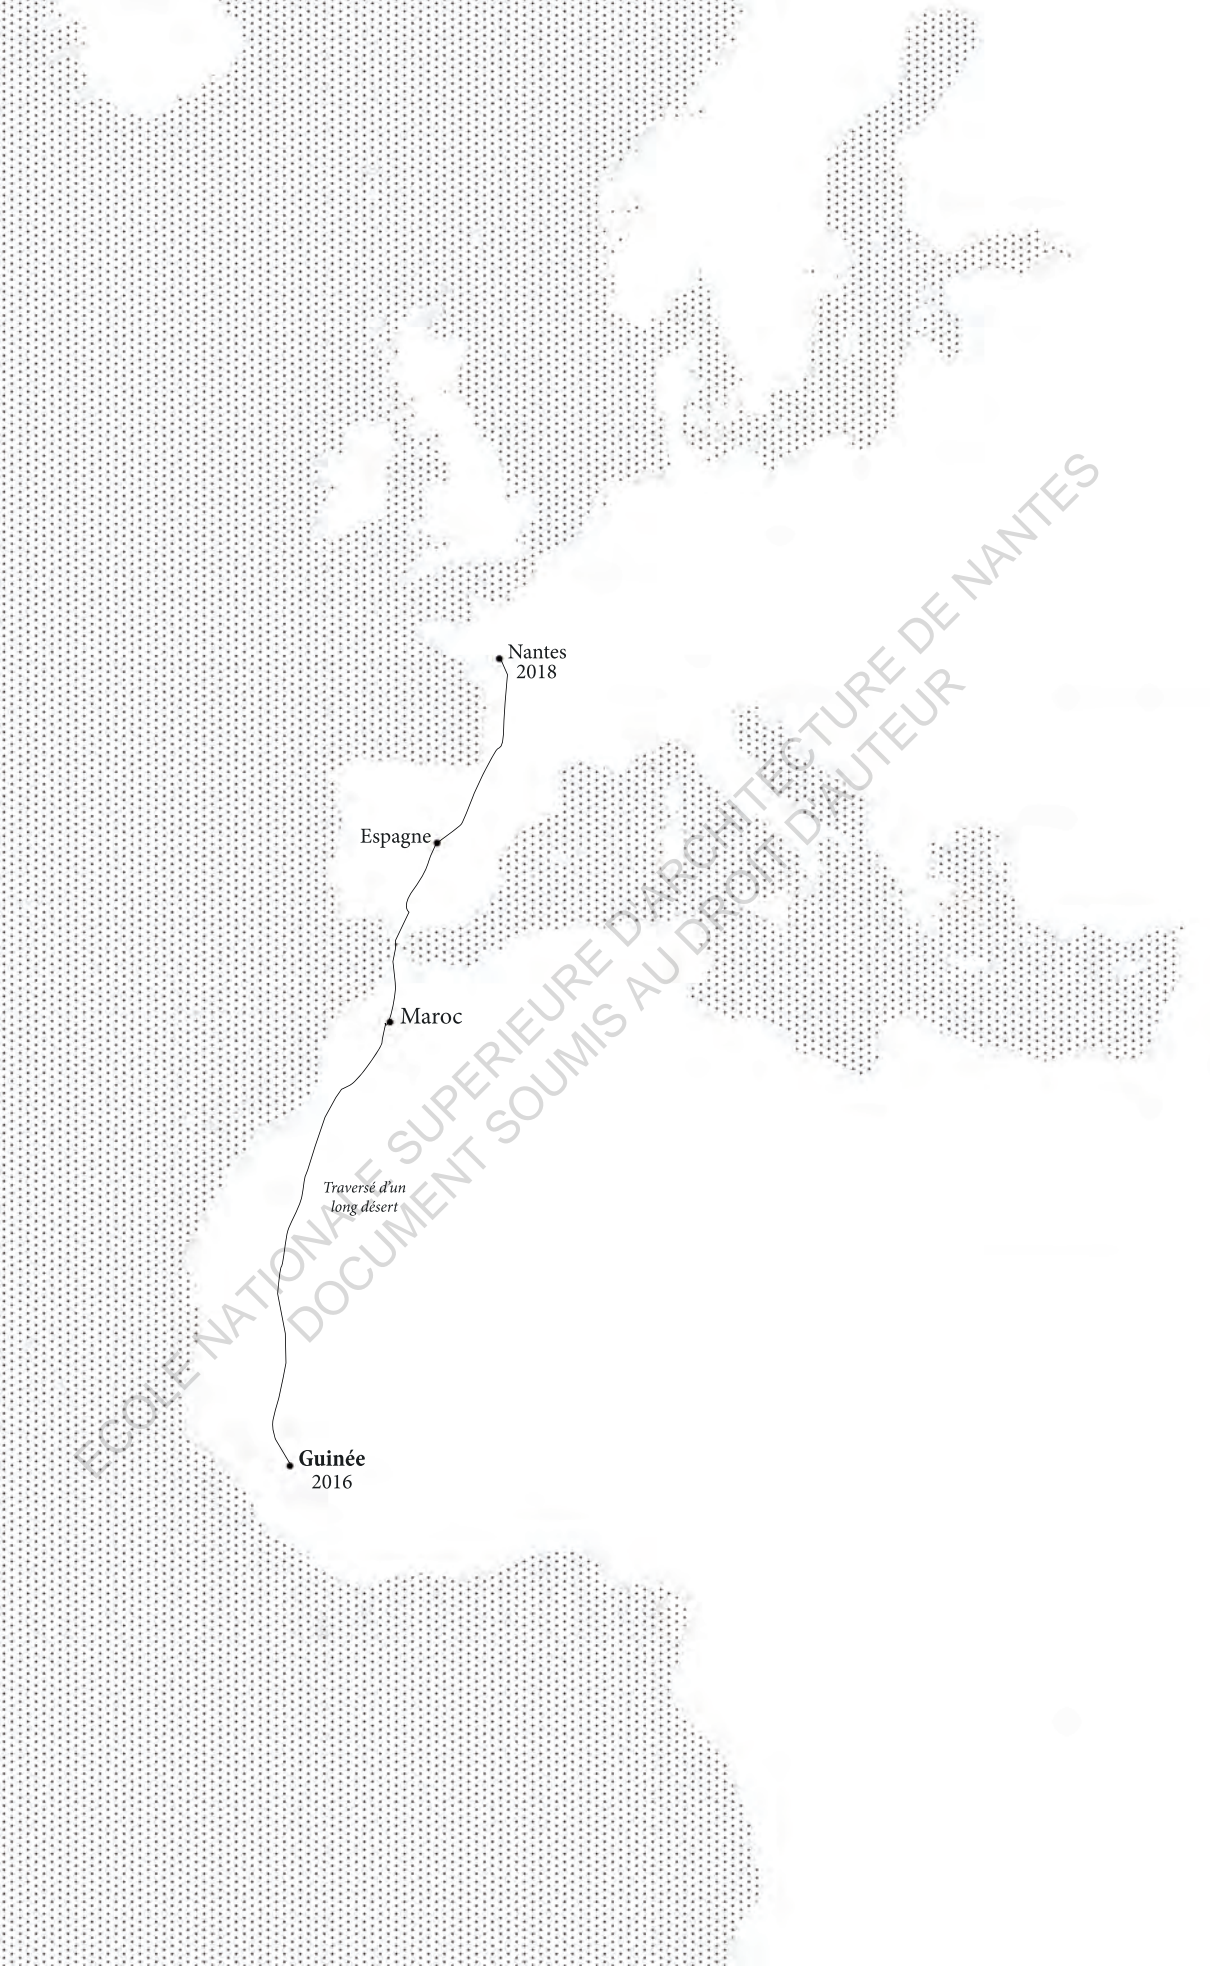 Nantes
2018
Espagne
Maroc
Traversé d'un
long désert
Guinée
2016
ECOLE NATIONALE SUPERIEURE D'ARCHITECTURE DE NANTES
DOCUMENT SOUMIS AU DROIT D'AUTEUR